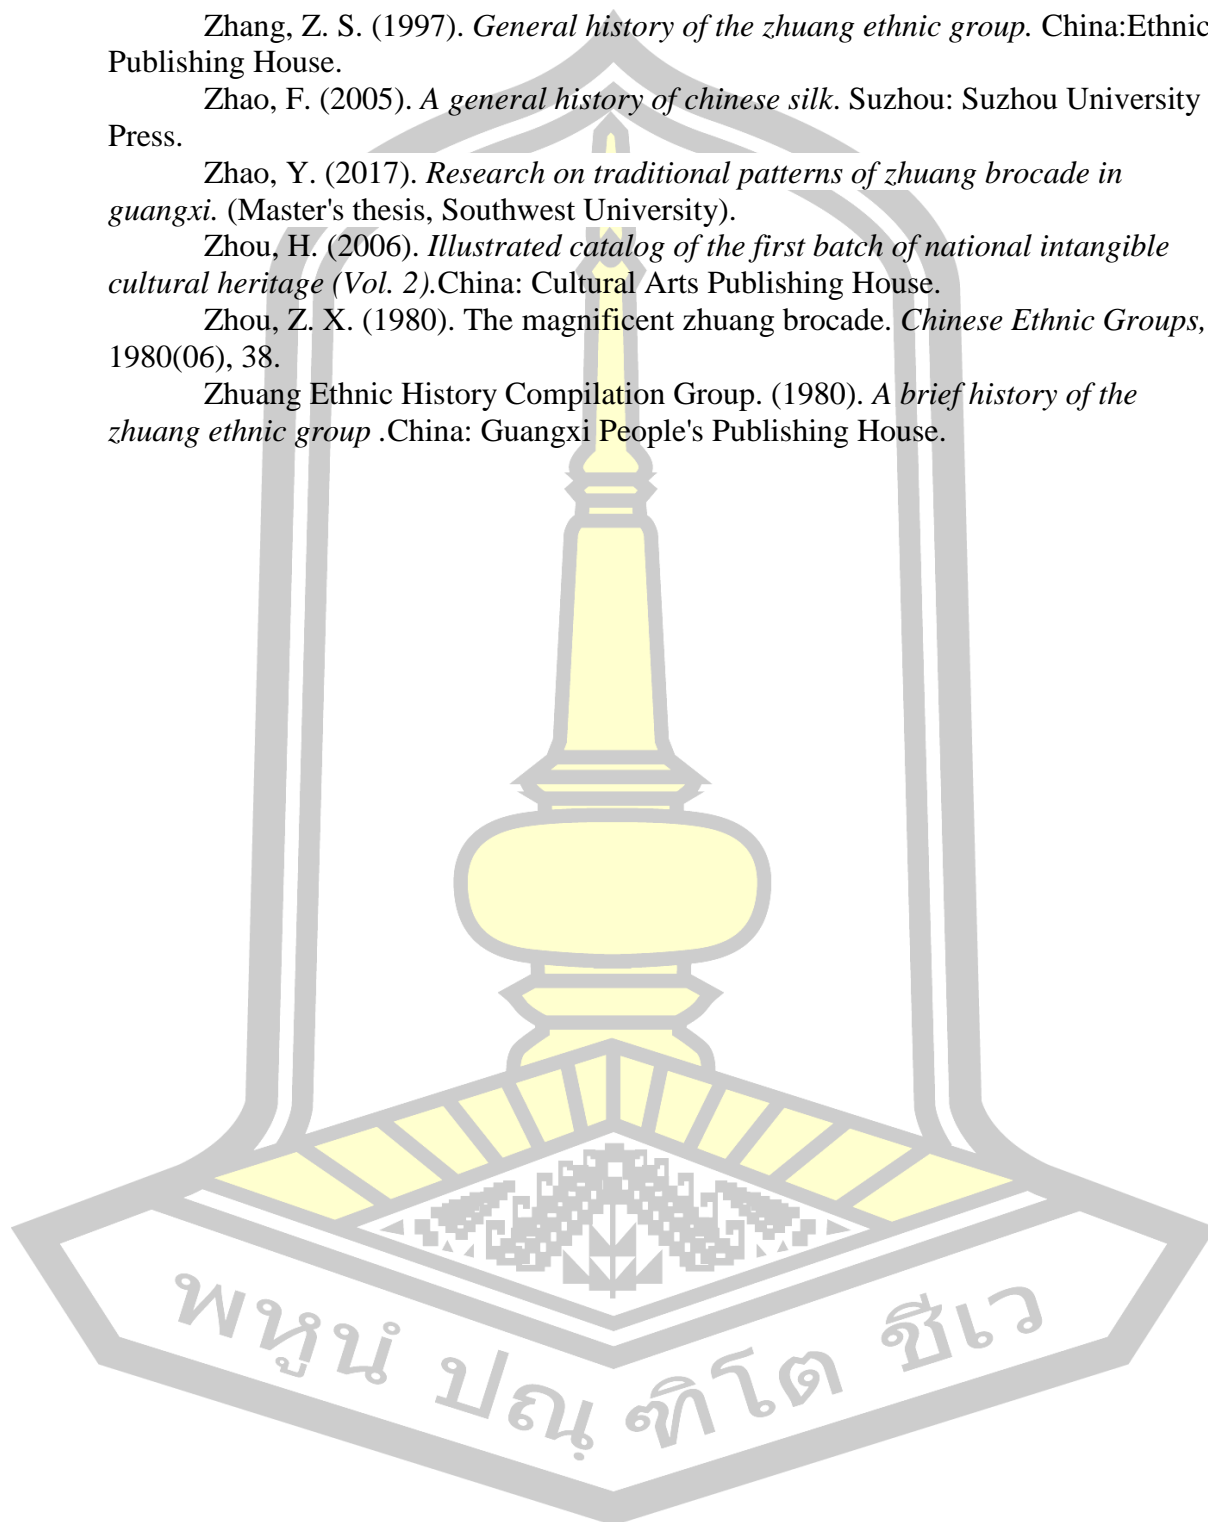 Zhang, Z. S. (1997). General history of the zhuang ethnic group. China:Ethnic
Publishing House.
Zhao, F. (2005). A general history of chinese silk. Suzhou: Suzhou University
Press.
Zhao, Y. (2017). Research on traditional patterns of zhuang brocade in
guangxi. (Master's thesis, Southwest University).
Zhou, H. (2006). Illustrated catalog of the first batch of national intangible
cultural heritage (Vol. 2).China: Cultural Arts Publishing House.
Zhou, Z. X. (1980). The magnificent zhuang brocade. Chinese Ethnic Groups,
1980(06), 38.
Zhuang Ethnic History Compilation Group. (1980). A brief history of the
zhuang ethnic group .China: Guangxi People's Publishing House.
พหูนํ ปณฺฑิโต ชีเว